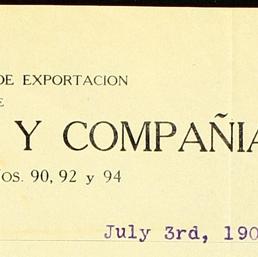 DE EXPORTACION
Y COMPAÑIA
os. 90, 92 y 94
July 3rd, 190